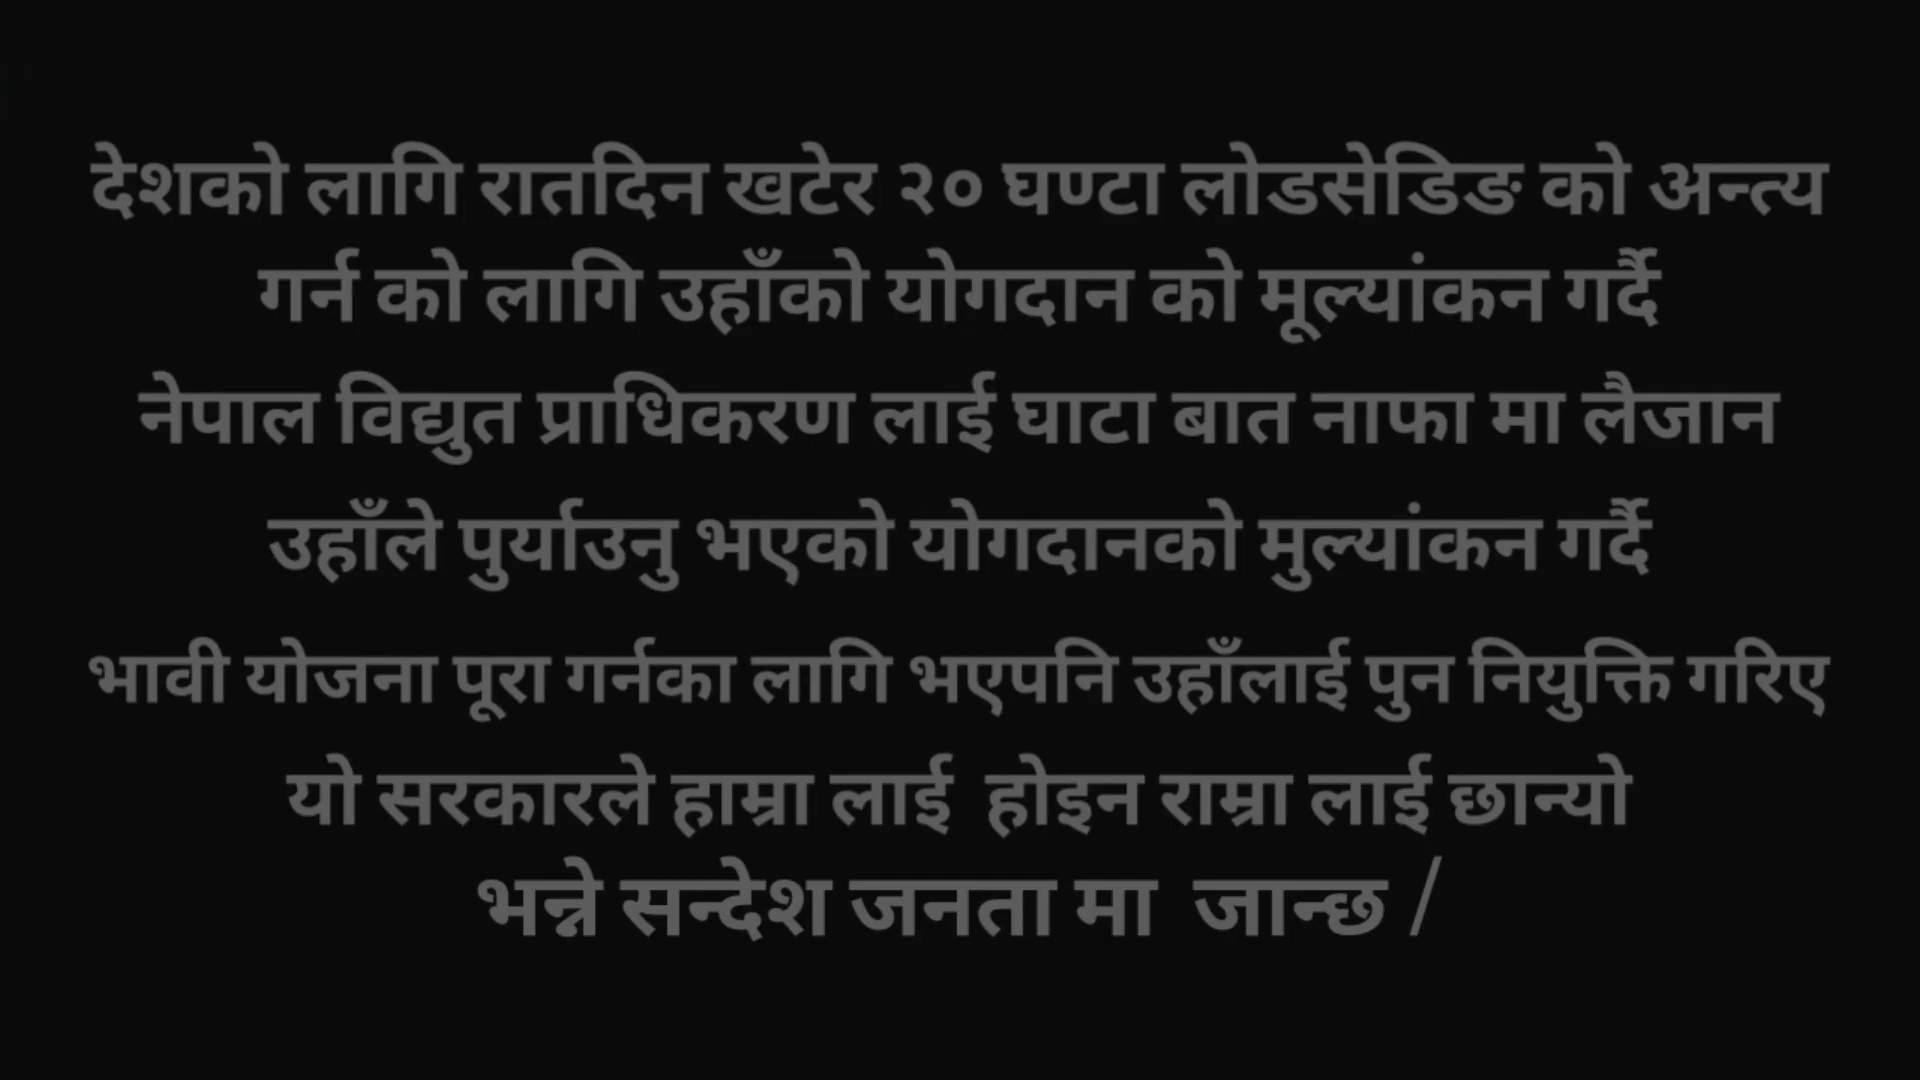 देशको लागि रातदिन खटेर २० घण्टा लोडसेडिङ को अन्त्य
गर्न को लागि उहाँको योगदान को मूल्यांकन गर्दै
नेपाल विद्युत प्राधिकरण लाई घाटा बात नाफा मा लैजान
उहाँले पुर्याउनु भएको योगदानको मुल्यांकन गर्दै
भावी योजना पूरा गर्नका लागि भएपनि उहाँलाई पुन नियुक्ति गरिए
यो सरकारले हाम्रा लाई होइन राम्रा लाई छान्यो
भन्ने सन्देश जनता मा जान्छ /